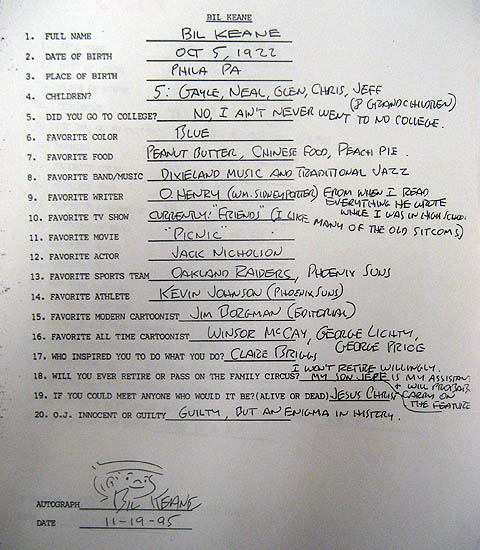 BIL KEANE
1. FULL NAME BIL KEANE
2. DATE OF BIRTH OCT 5, 1922
3. PLACE OF BIRTH PHILA PA
4. CHILDREN? 5: GAYLE, NEAL, GLEN, CHRIS, JEFF
(8 GRANDCHILDREN)
5. DID YOU GO TO COLLEGE? NO, I AIN'T NEVER WENT TO NO COLLEGE.
6. FAVORITE COLOR BLUE
7. FAVORITE FOOD PEANUT BUTTER, CHINESE FOOD, PEACH PIE.
8. FAVORITE BAND/MUSIC DIXIELAND MUSIC AND TRADITIONAL JAZZ
9. FAVORITE WRITER O. HENRY (WM. SIDNEY PORTER) FROM WHEN I READ
EVERYTHING HE WROTE
WHILE I WAS IN HIGH SCHOOL
10. FAVORITE TV SHOW CURRENTLY: "FRIENDS" (I LIKE MANY OF THE OLD SITCOMS)
11. FAVORITE MOVIE "PICNIC"
12. FAVORITE ACTOR JACK NICHOLSON
13. FAVORITE SPORTS TEAM OAKLAND RAIDERS, PHOENIX SUNS
14. FAVORITE ATHLETE KEVIN JOHNSON (PHOENIX SUNS)
15. FAVORITE MODERN CARTOONIST JIM BORGMAN (EDITORIAL)
16. FAVORITE ALL TIME CARTOONIST WINSOR McCAY, GEORGE LICHTY,
GEORGE PRICE
17. WHO INSPIRED YOU TO DO WHAT YOU DO? CLARE BRIGGS
I WON'T RETIRE WILLINGLY.
18. WILL YOU EVER RETIRE OR PASS ON THE FAMILY CIRCUS? MY SON JEFF IS MY ASSISTANT
+ WILL PROBAB. CARRY ON
THE FEATURE
19. IF YOU COULD MEET ANYONE WHO WOULD IT BE?(ALIVE OR DEAD) JESUS CHRIST
20. O.J. INNOCENT OR GUILTY GUILTY, BUT AN ENIGMA IN HISTORY.
AUTOGRAPH BIL KEANE
DATE 11-19-95